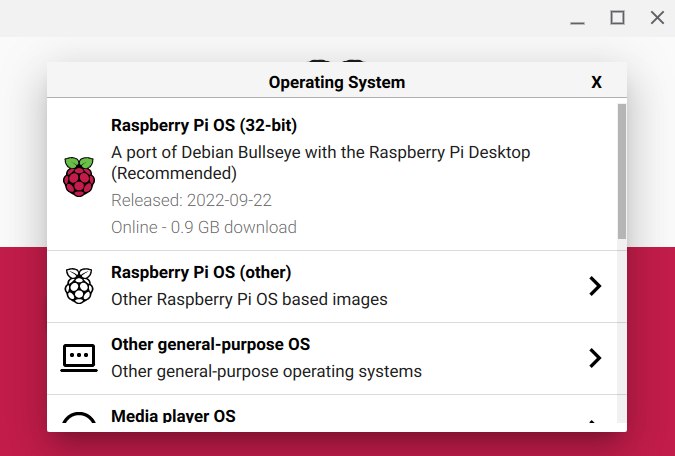 Operating System
X
Raspberry Pi OS (32-bit)
A port of Debian Bullseye with the Raspberry Pi Desktop
(Recommended)
Released: 2022-09-22
Online - 0.9 GB download
Raspberry Pi OS (other)
Other Raspberry Pi OS based images
Other general-purpose OS
Other general-purpose operating systems
Media player OS